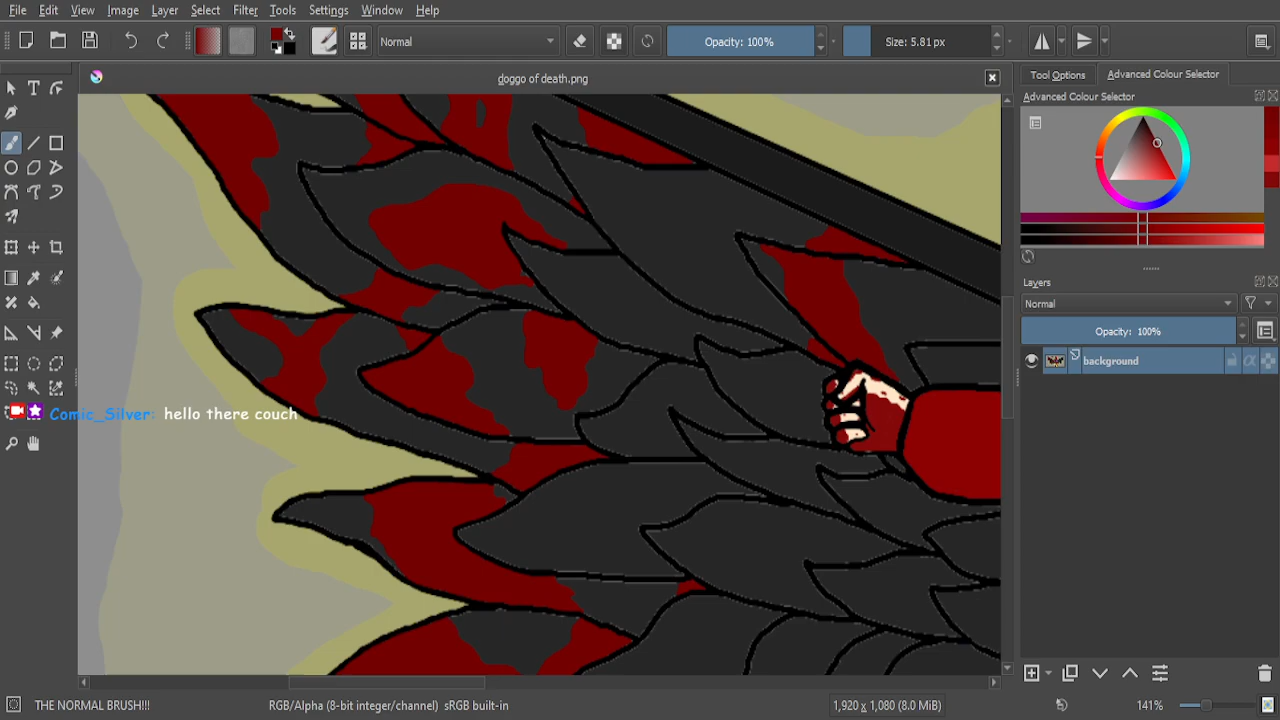 File Edit View Image Layer Select Filter Tools Settings Window Help
Normal
Opacity: 100%
Size: 5.81 px
doggo of death.png
Tool Options
Advanced Colour Selector
Advanced Colour Selector
Layers
Normal
Opacity: 100%
background
Comic_Silver: hello there couch
THE NORMAL BRUSH!!!
RGB/Alpha (8-bit integer/channel) sRGB built-in
1,920 x 1,080 (8.0 MiB)
141%